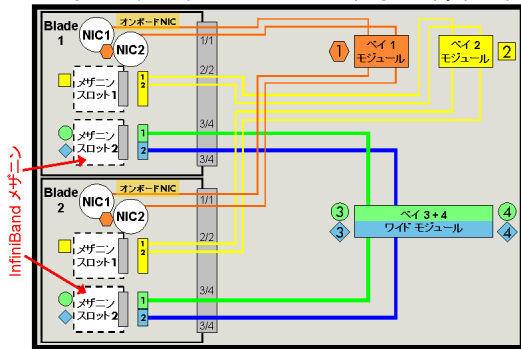 Blade 1
オンボードNIC
NIC1
NIC2
1/1
メザニン
スロット1
1
2
2/2
メザニン
スロット2
1
2
3/4
3/4
InfiniBand メザニン
Blade 2
オンボードNIC
NIC1
NIC2
1/1
メザニン
スロット1
1
2
2/2
メザニン
スロット2
1
2
3/4
3/4
1
ベイ 1
モジュール
ベイ 2
モジュール
2
3
3
ベイ 3 + 4
ワイド モジュール
4
4